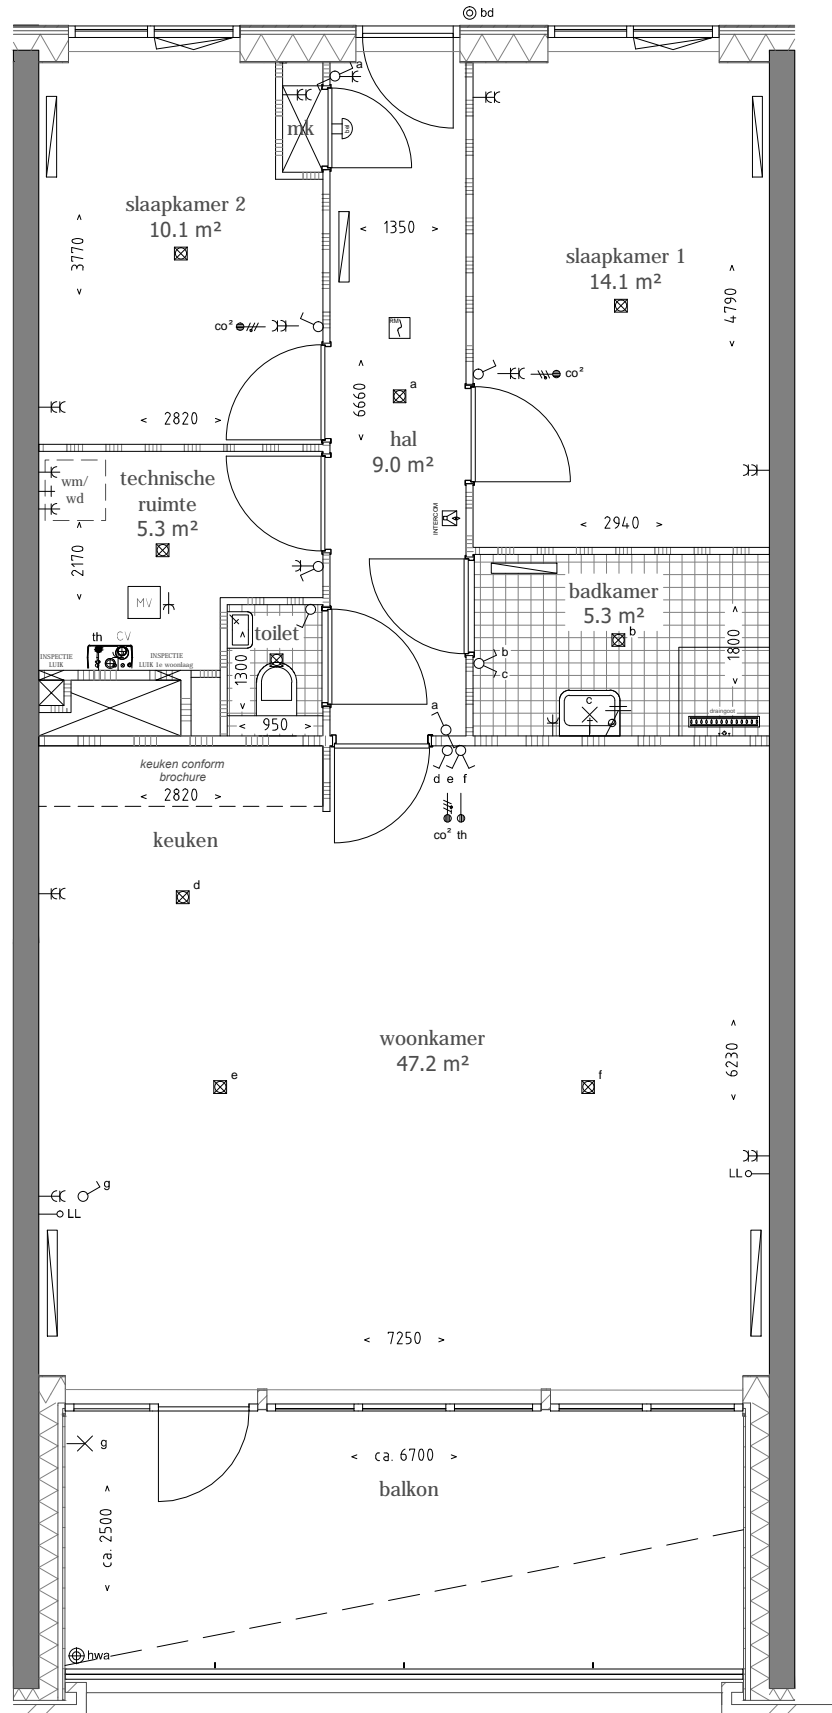 bd
a
mk
bel
slaapkamer 2
10.1 m²
3770
< 1350 >
slaapkamer 1
14.1 m²
4790
co²
RM
co²
a
6660
< 2820 >
hal
9.0 m²
wm/
wd
technische
ruimte
5.3 m²
INTERCOM
< 2940 >
2170
MV
badkamer
5.3 m²
b
1800
th
CV
toilet
INSPECTIE
LUIK
INSPECTIE
LUIK 1e woonlaag
1300
b
c
c
a
draingoot
< 950 >
keuken conform
brochure
< 2820 >
d e f
co² th
keuken
d
woonkamer
47.2 m²
6230
e
f
g
LL
LL
< 7250 >
g
< ca. 6700 >
balkon
ca. 2500
hwa